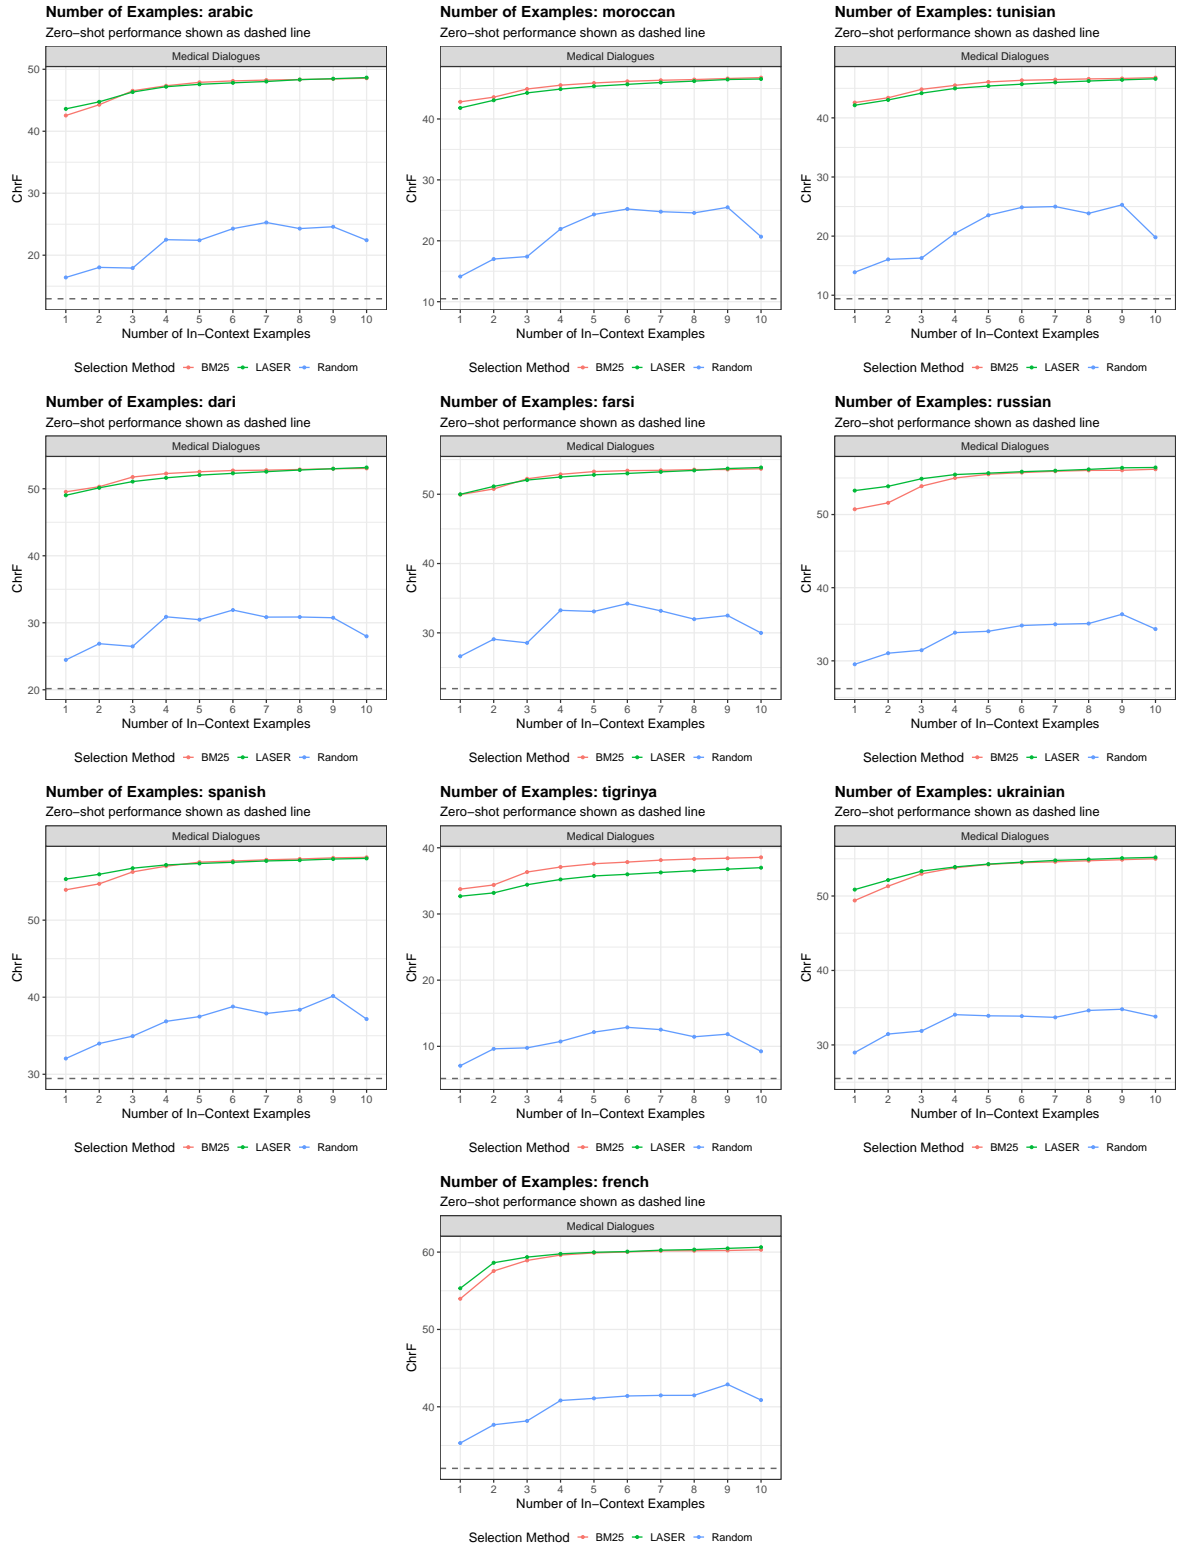 Number of Examples: arabic
Zero−shot performance shown as dashed line
Medical Dialogues
50
40
30
20
ChrF
1 2 3 4 5 6 7 8 9 10
Number of In−Context Examples
Selection Method BM25 LASER Random
Number of Examples: moroccan
Zero−shot performance shown as dashed line
Medical Dialogues
40
30
20
10
ChrF
1 2 3 4 5 6 7 8 9 10
Number of In−Context Examples
Selection Method BM25 LASER Random
Number of Examples: tunisian
Zero−shot performance shown as dashed line
Medical Dialogues
40
30
20
10
ChrF
1 2 3 4 5 6 7 8 9 10
Number of In−Context Examples
Selection Method BM25 LASER Random
Number of Examples: dari
Zero−shot performance shown as dashed line
Medical Dialogues
50
40
30
20
ChrF
1 2 3 4 5 6 7 8 9 10
Number of In−Context Examples
Selection Method BM25 LASER Random
Number of Examples: farsi
Zero−shot performance shown as dashed line
Medical Dialogues
50
40
30
ChrF
1 2 3 4 5 6 7 8 9 10
Number of In−Context Examples
Selection Method BM25 LASER Random
Number of Examples: russian
Zero−shot performance shown as dashed line
Medical Dialogues
50
40
30
ChrF
1 2 3 4 5 6 7 8 9 10
Number of In−Context Examples
Selection Method BM25 LASER Random
Number of Examples: spanish
Zero−shot performance shown as dashed line
Medical Dialogues
50
40
30
ChrF
1 2 3 4 5 6 7 8 9 10
Number of In−Context Examples
Selection Method BM25 LASER Random
Number of Examples: tigrinya
Zero−shot performance shown as dashed line
Medical Dialogues
40
30
20
10
ChrF
1 2 3 4 5 6 7 8 9 10
Number of In−Context Examples
Selection Method BM25 LASER Random
Number of Examples: ukrainian
Zero−shot performance shown as dashed line
Medical Dialogues
50
40
30
ChrF
1 2 3 4 5 6 7 8 9 10
Number of In−Context Examples
Selection Method BM25 LASER Random
Number of Examples: french
Zero−shot performance shown as dashed line
Medical Dialogues
60
50
40
ChrF
1 2 3 4 5 6 7 8 9 10
Number of In−Context Examples
Selection Method BM25 LASER Random